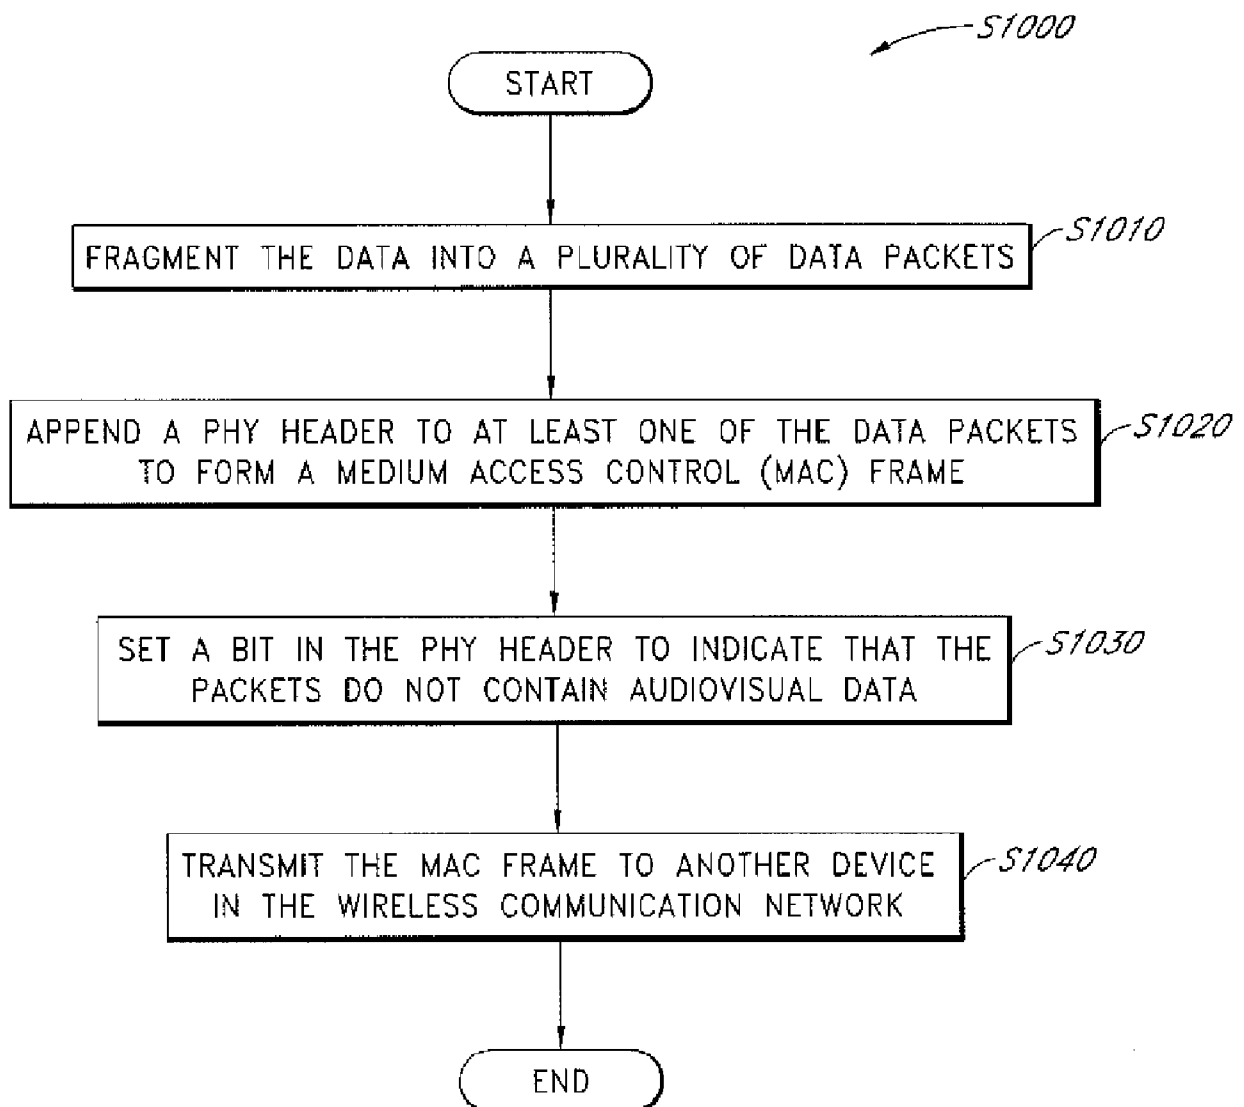 S1000
START
FRAGMENT THE DATA INTO A PLURALITY OF DATA PACKETS
S1010
APPEND A PHY HEADER TO AT LEAST ONE OF THE DATA PACKETS
TO FORM A MEDIUM ACCESS CONTROL (MAC) FRAME
S1020
SET A BIT IN THE PHY HEADER TO INDICATE THAT THE
PACKETS DO NOT CONTAIN AUDIOVISUAL DATA
S1030
TRANSMIT THE MAC FRAME TO ANOTHER DEVICE
IN THE WIRELESS COMMUNICATION NETWORK
S1040
END